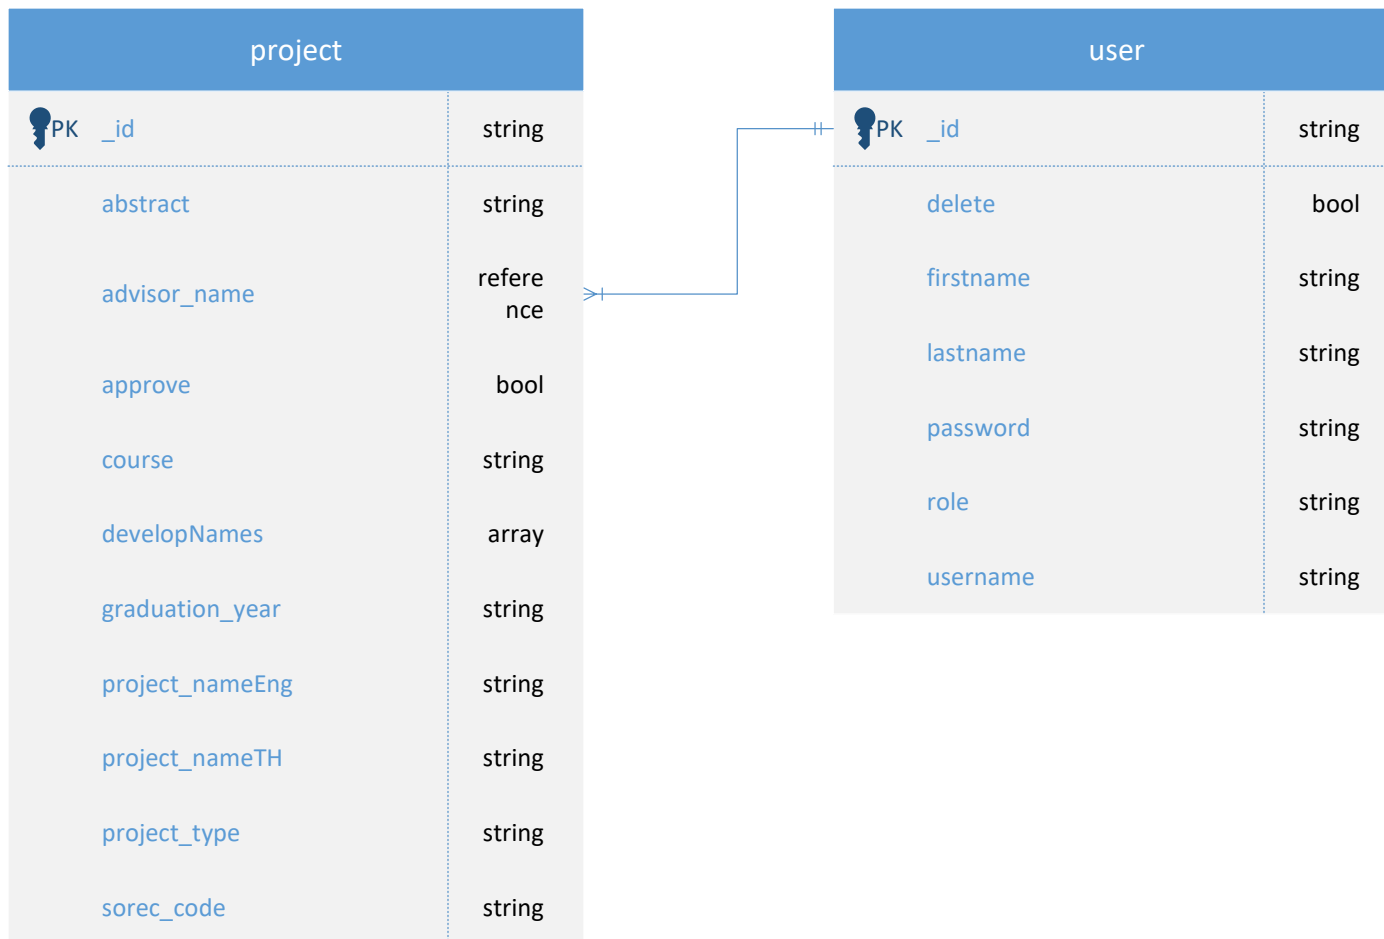 project
PK _id string
abstract string
advisor_name refere
nce
approve bool
course string
developNames array
graduation_year string
project_nameEng string
project_nameTH string
project_type string
sorec_code string
user
PK _id string
delete bool
firstname string
lastname string
password string
role string
username string